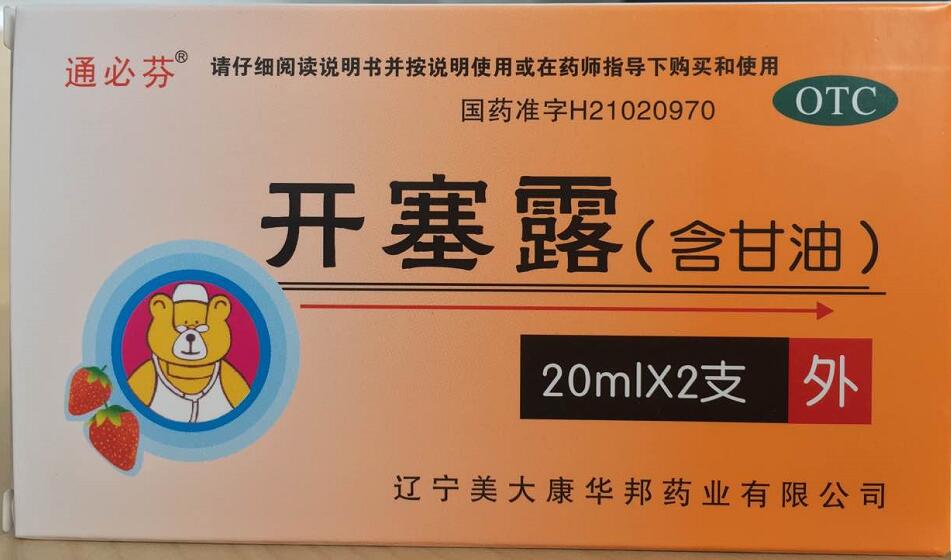 通必芬®
请仔细阅读说明书并按说明使用或在药师指导下购买和使用
国药准字H21020970
OTC
开塞露(含甘油)
20mlX2支
外
辽宁美大康华邦药业有限公司